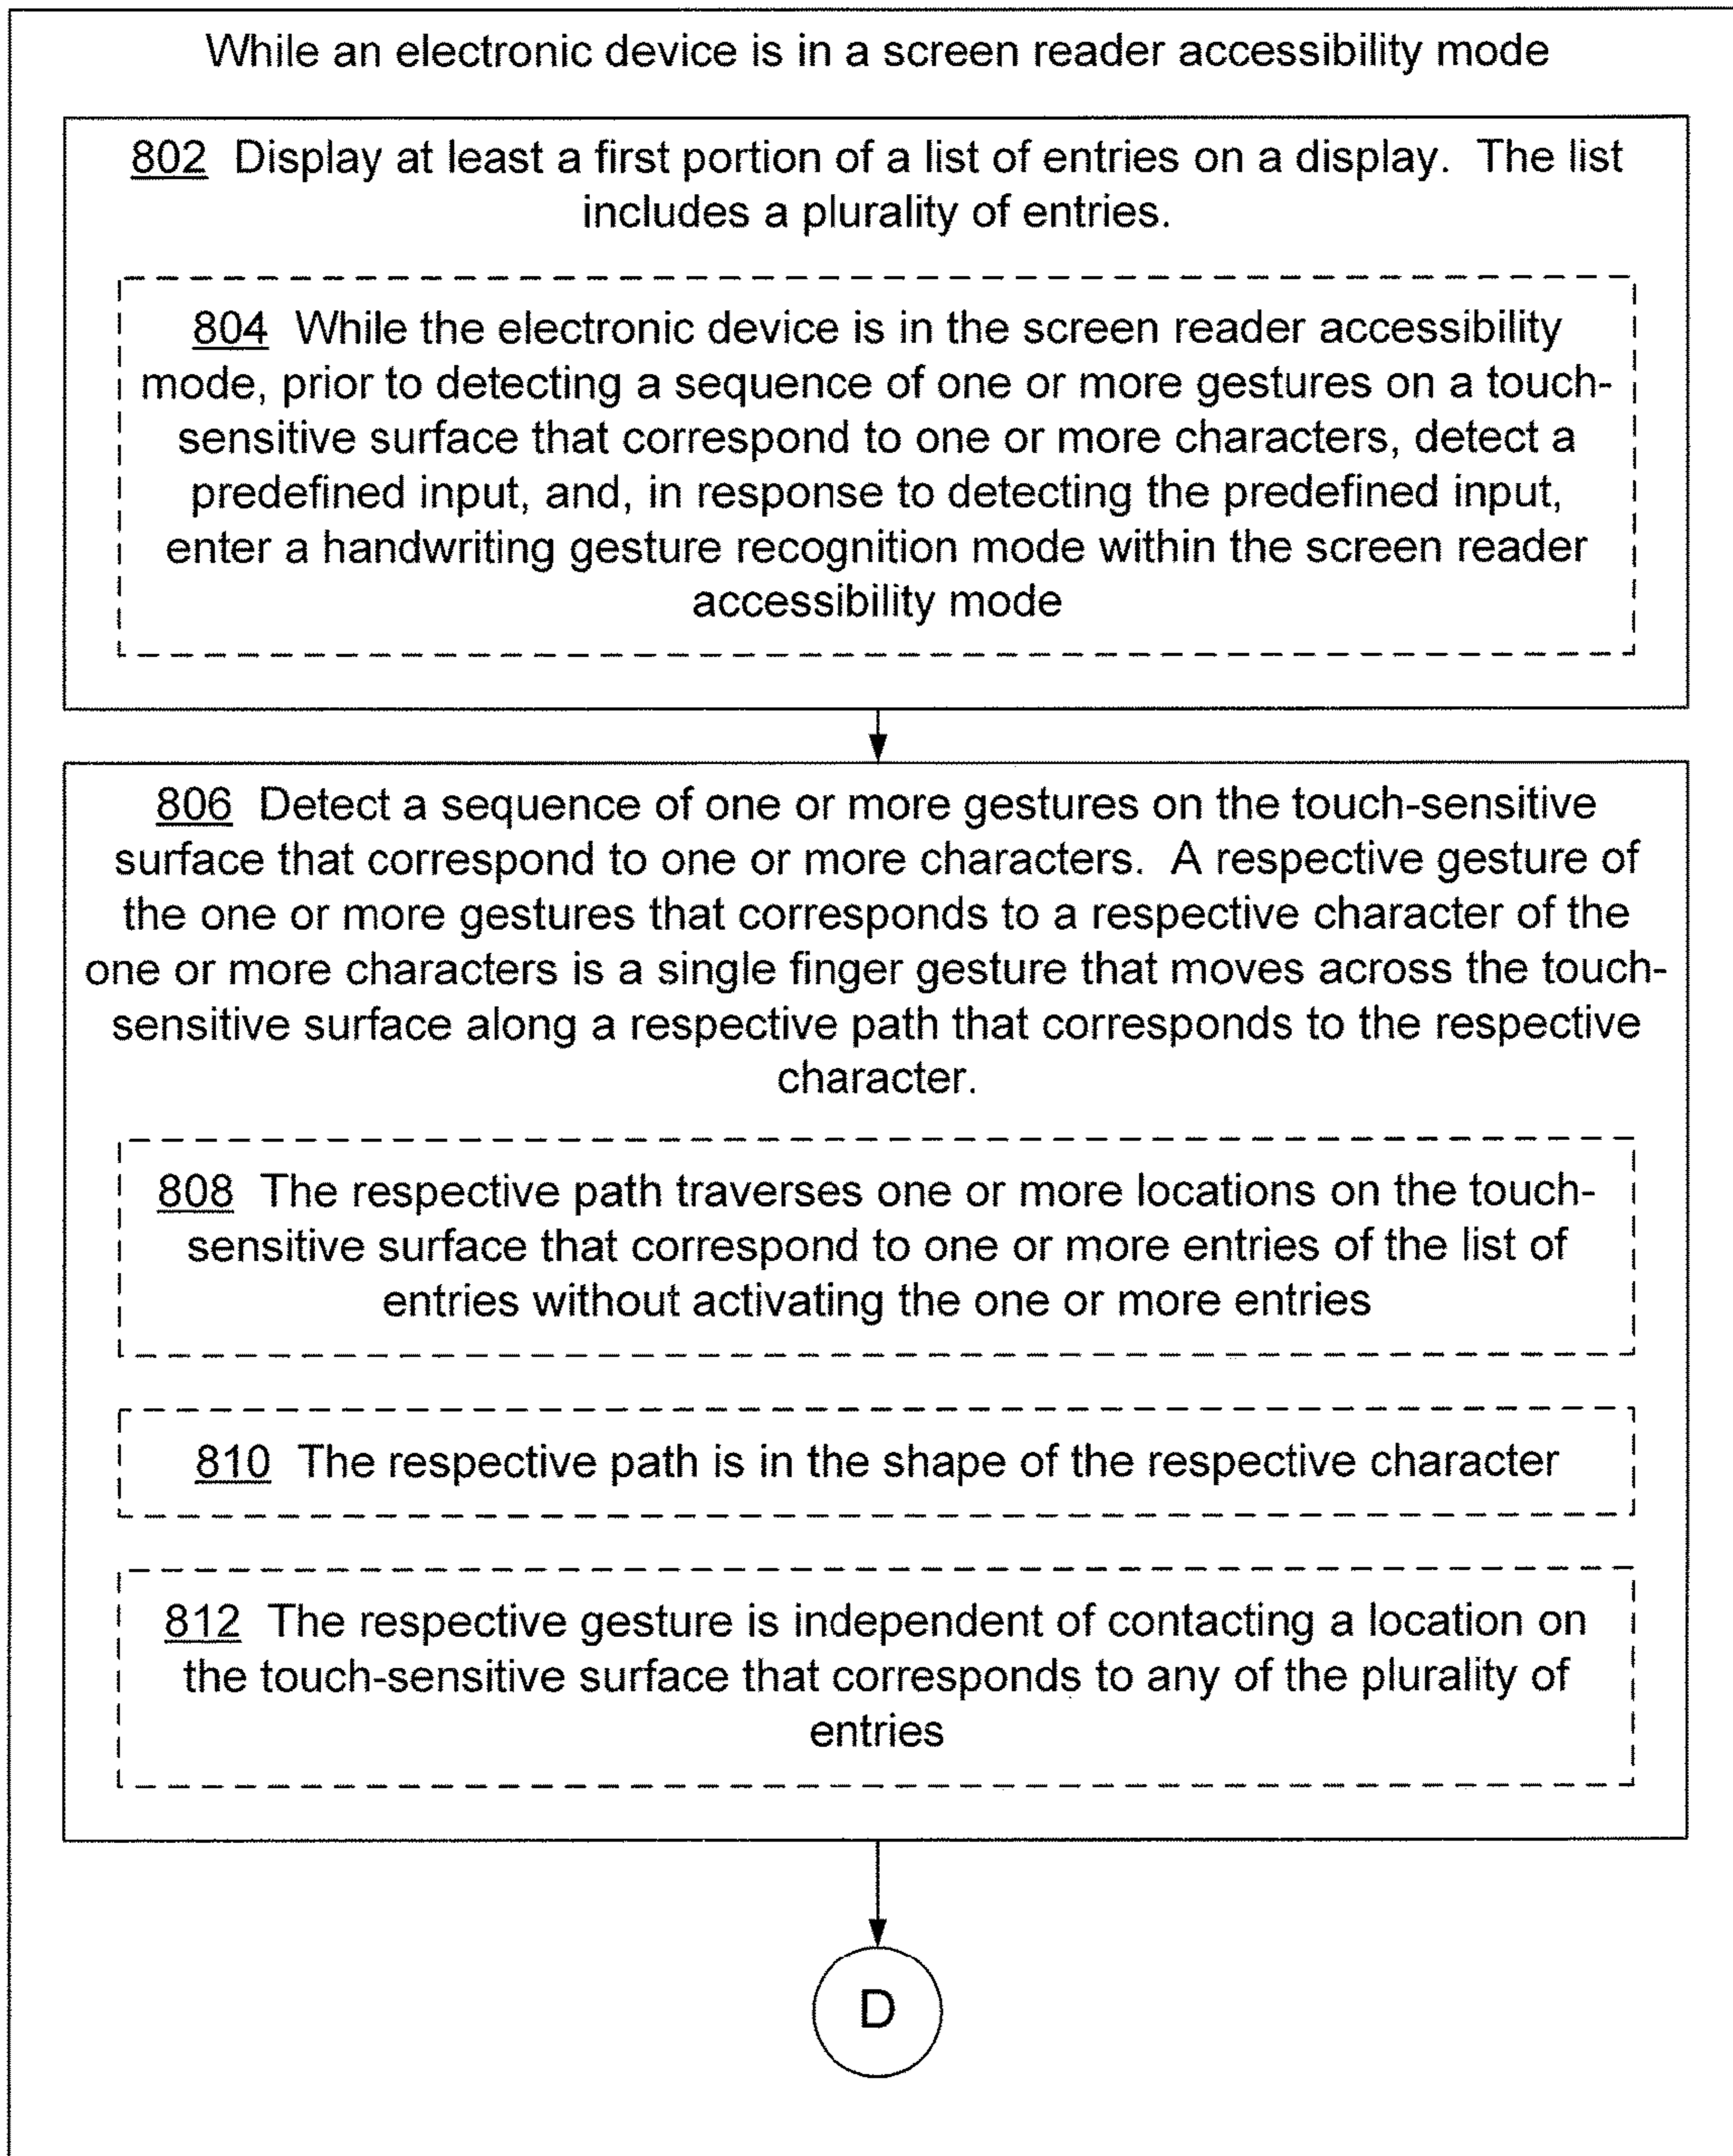 While an electronic device is in a screen reader accessibility mode
802 Display at least a first portion of a list of entries on a display. The list
includes a plurality of entries.
804 While the electronic device is in the screen reader accessibility
mode, prior to detecting a sequence of one or more gestures on a touch-
sensitive surface that correspond to one or more characters, detect a
predefined input, and, in response to detecting the predefined input,
enter a handwriting gesture recognition mode within the screen reader
accessibility mode
806 Detect a sequence of one or more gestures on the touch-sensitive
surface that correspond to one or more characters. A respective gesture of
the one or more gestures that corresponds to a respective character of the
one or more characters is a single finger gesture that moves across the touch-
sensitive surface along a respective path that corresponds to the respective
character.
808 The respective path traverses one or more locations on the touch-
sensitive surface that correspond to one or more entries of the list of
entries without activating the one or more entries
810 The respective path is in the shape of the respective character
812 The respective gesture is independent of contacting a location on
the touch-sensitive surface that corresponds to any of the plurality of
entries
D